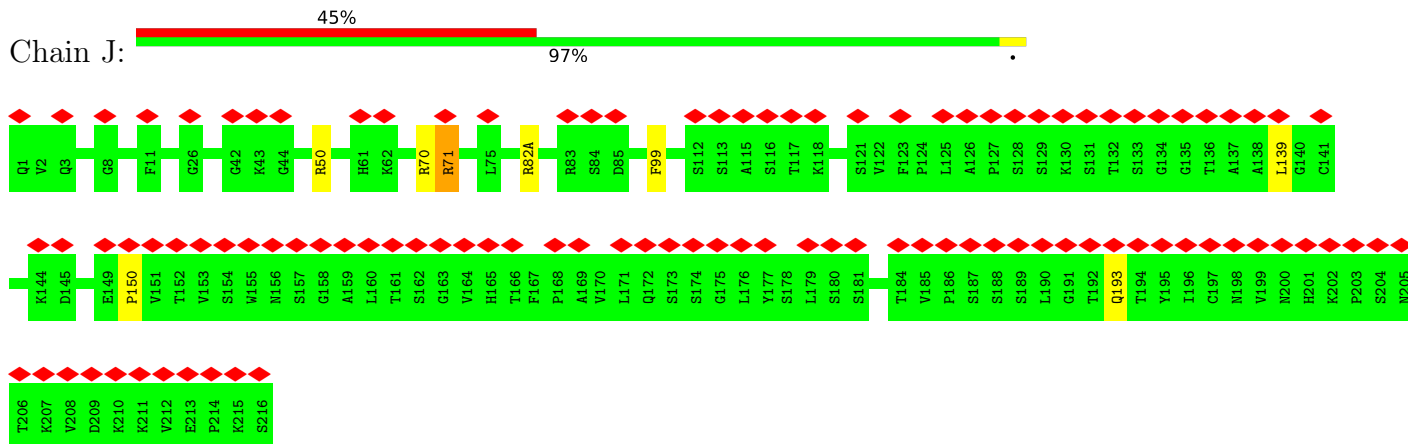 45%
Chain J:
97%
.
Q1 V2 Q3 G8 F11 G26 G42 K43 G44 R50 H61 K62 R70 R71 L75 R82A R83 S84 D85 F99 S112 S113 A115 S116 T117 K118 S121 V122 F123 P124 L125 A126 P127 S128 S129 K130 S131 T132 S133 G134 G135 T136 A137 A138 L139 G140 C141
K144 D145 E149 P150 V151 T152 V153 S154 W155 N156 S157 G158 A159 L160 T161 S162 G163 V164 H165 T166 F167 P168 A169 V170 L171 Q172 S173 S174 G175 L176 Y177 S178 L179 S180 S181 T184 V185 P186 S187 S188 S189 L190 G191 T192 Q193 T194 Y195 I196 C197 N198 V199 N200 H201 K202 P203 S204 N205
T206 K207 V208 D209 K210 K211 V212 E213 P214 K215 S216